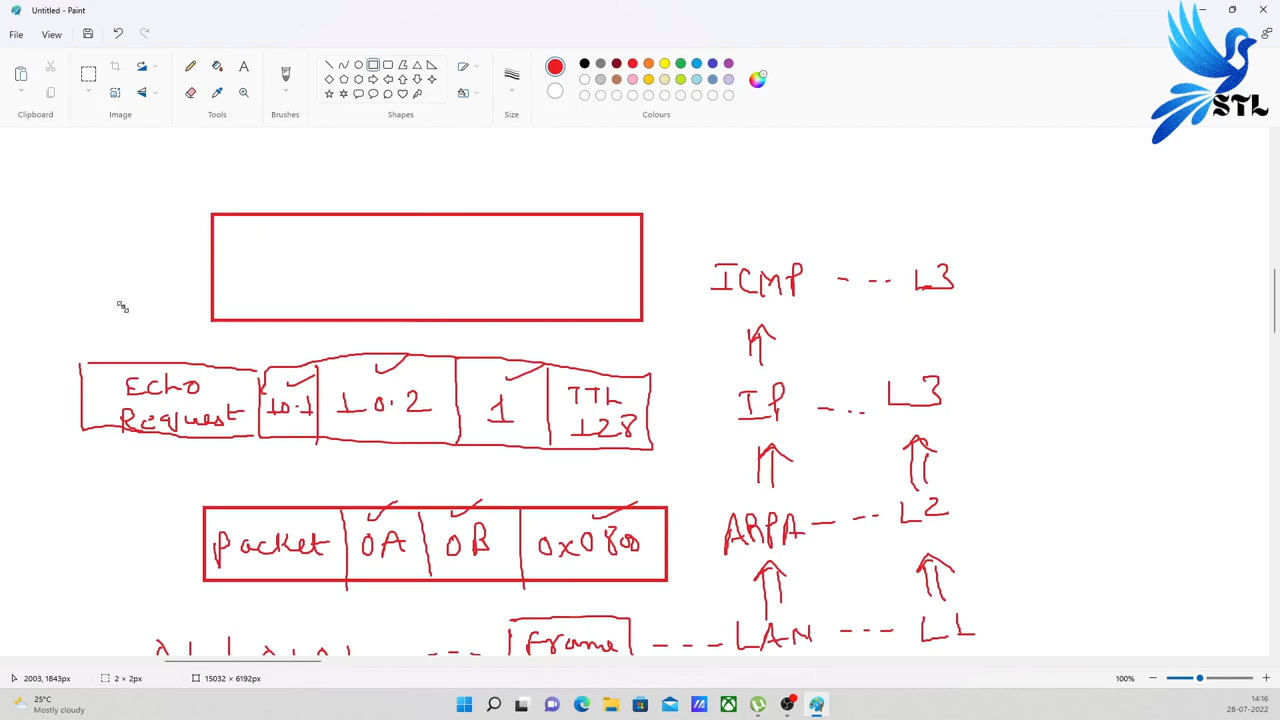 Untitled - Paint
File View
Clipboard Image Tools Brushes Shapes Size Colours
STL
ICMP - -- L3
Echo Request 10.1 10.2 1 TTL 128
IP - -- L3
Packet 0A 0B 0x0800
ARPA - -- L2
Frame --- LAN --- L1
2003, 1843px 2 × 2px 15032 × 6192px 100%
25°C
Mostly cloudy
14:16
28-07-2022